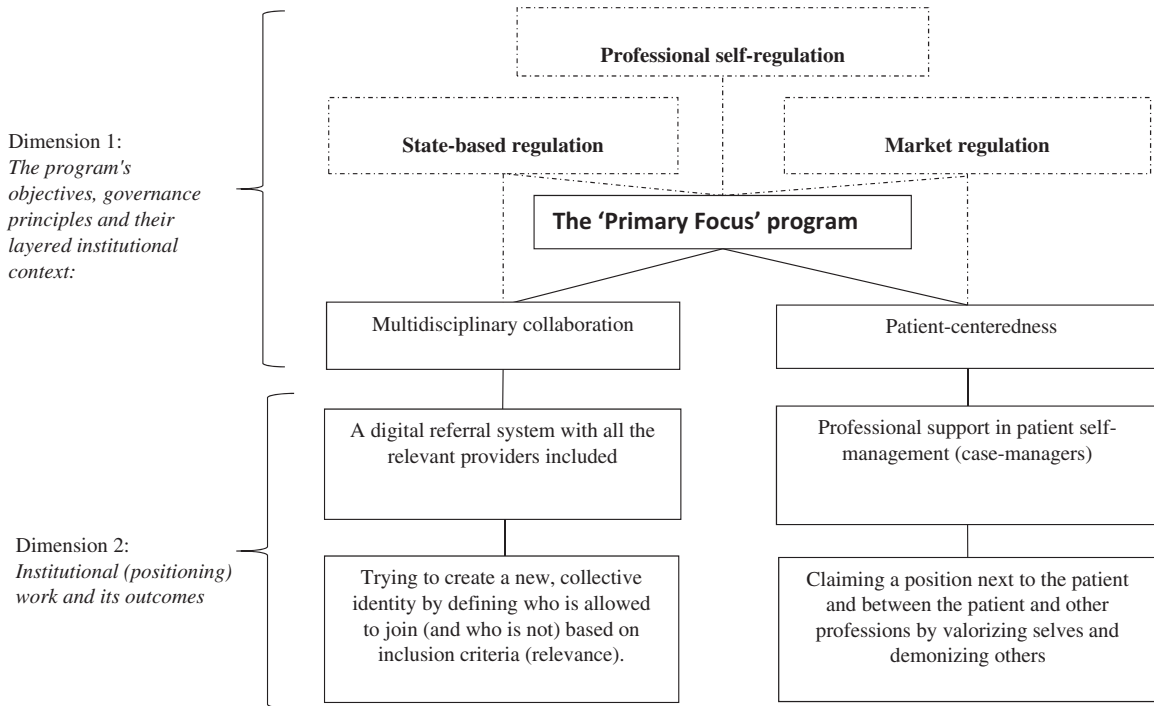 Professional self-regulation
State-based regulation
Market regulation
Dimension 1:
The program's
objectives, governance
principles and their
layered institutional
context:
The 'Primary Focus' program
Multidisciplinary collaboration
Patient-centeredness
A digital referral system with all the
relevant providers included
Professional support in patient self-
management (case-managers)
Dimension 2:
Institutional (positioning)
work and its outcomes
Trying to create a new, collective
identity by defining who is allowed
to join (and who is not) based on
inclusion criteria (relevance).
Claiming a position next to the patient
and between the patient and other
professions by valorizing selves and
demonizing others